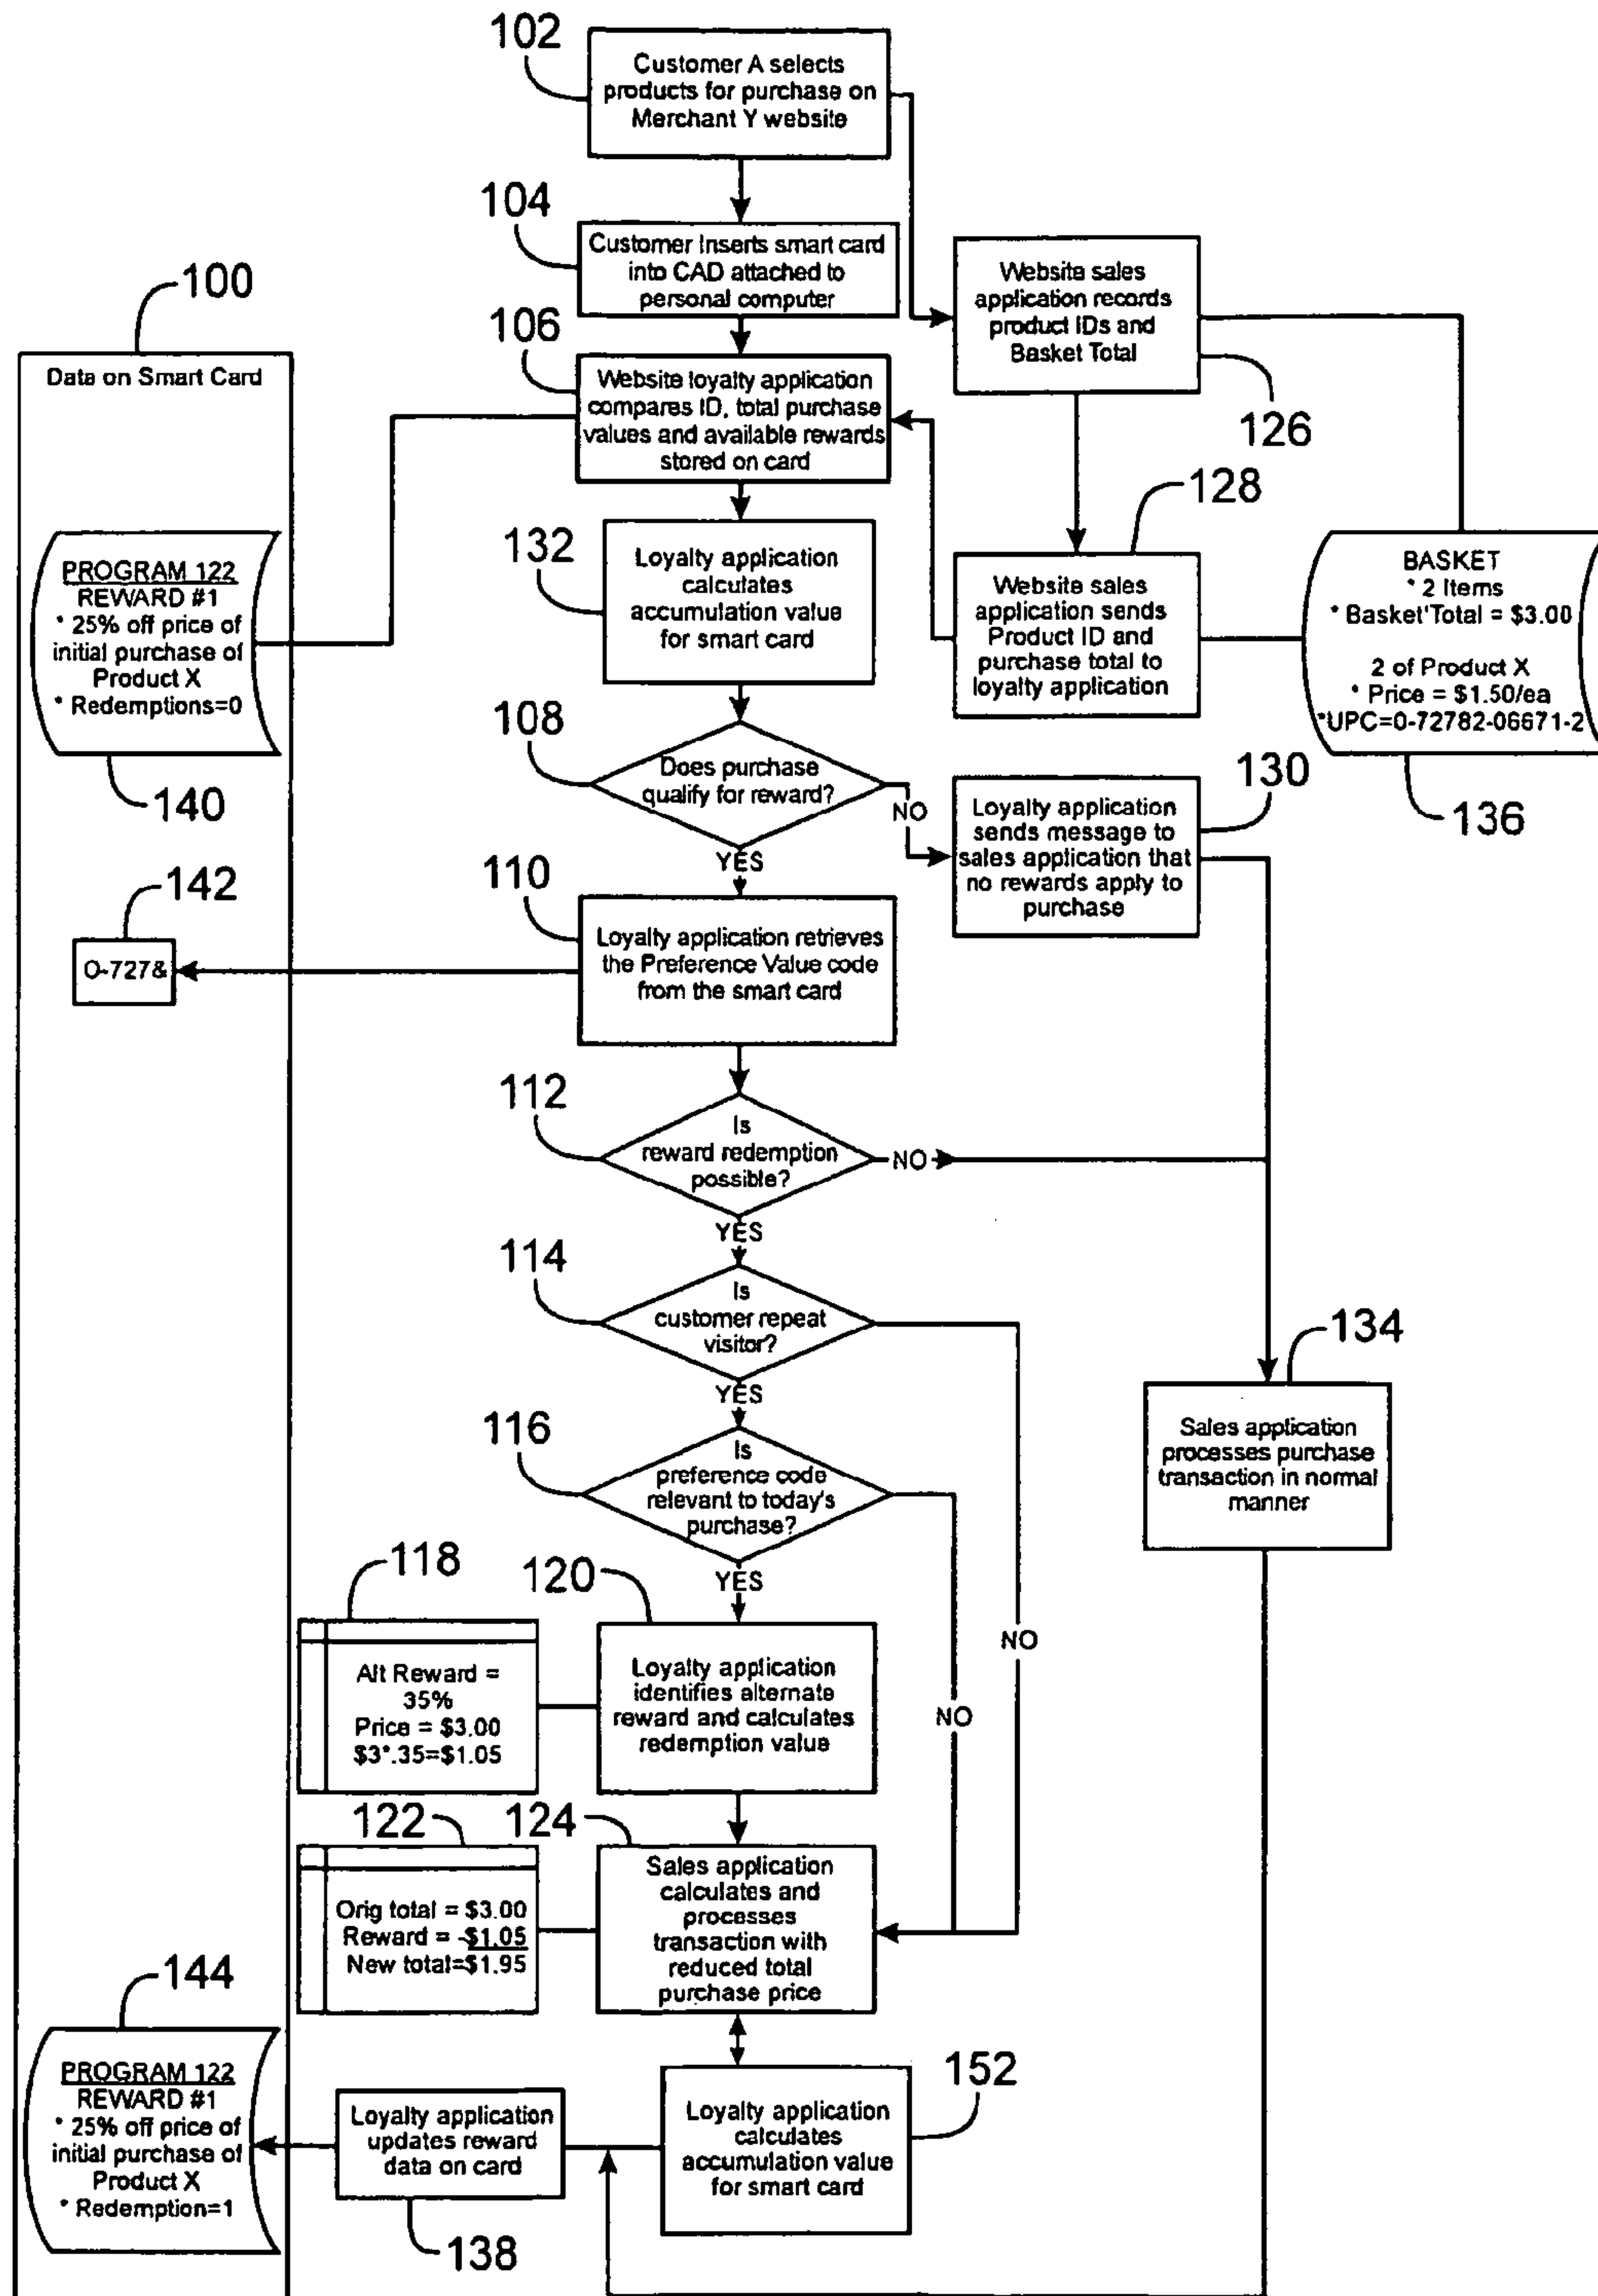 102
Customer A selects
products for purchase on
Merchant Y website
104
Customer Inserts smart card
into CAD attached to
personal computer
Website sales
application records
product IDs and
Basket Total
126
100
Data on Smart Card
106
Website loyalty application
compares ID, total purchase
values and available rewards
stored on card
128
PROGRAM 122
REWARD #1
* 25% off price of
initial purchase of
Product X
* Redemptions=0
140
132
Loyalty application
calculates
accumulation value
for smart card
Website sales
application sends
Product ID and
purchase total to
loyalty application
BASKET
* 2 Items
* Basket'Total = $3.00
2 of Product X
* Price = $1.50/ea
*UPC=0-72782-06671-2
136
108
Does purchase
qualify for reward?
NO
YES
130
Loyalty application
sends message to
sales application that
no rewards apply to
purchase
142
O-727&
110
Loyalty application retrieves
the Preference Value code
from the smart card
112
Is
reward redemption
possible?
NO
YES
114
Is
customer repeat
visitor?
YES
134
Sales application
processes purchase
transaction in normal
manner
116
Is
preference code
relevant to today's
purchase?
YES
NO
NO
118
Alt Reward =
35%
Price = $3.00
$3*.35=$1.05
120
Loyalty application
identifies alternate
reward and calculates
redemption value
122
Orig total = $3.00
Reward = -$1.05
New total=$1.95
124
Sales application
calculates and
processes
transaction with
reduced total
purchase price
144
PROGRAM 122
REWARD #1
* 25% off price of
initial purchase of
Product X
* Redemption=1
Loyalty application
updates reward
data on card
138
152
Loyalty application
calculates
accumulation value
for smart card